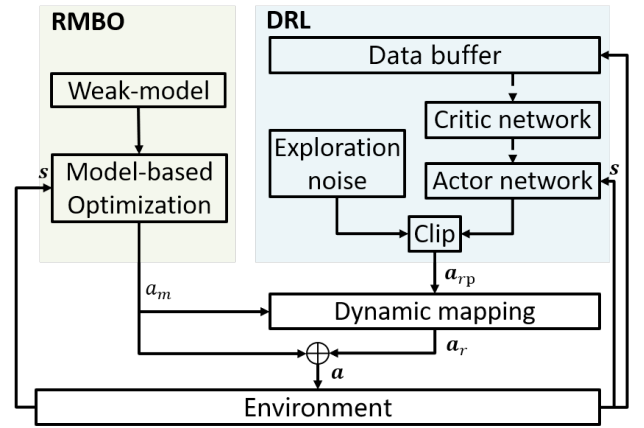 RMBO
DRL
Data buffer
Weak-model
Critic network
Exploration
noise
Model-based
Optimization
Actor network
s
s
Clip
a_rp
a_m
Dynamic mapping
a_r
a
Environment